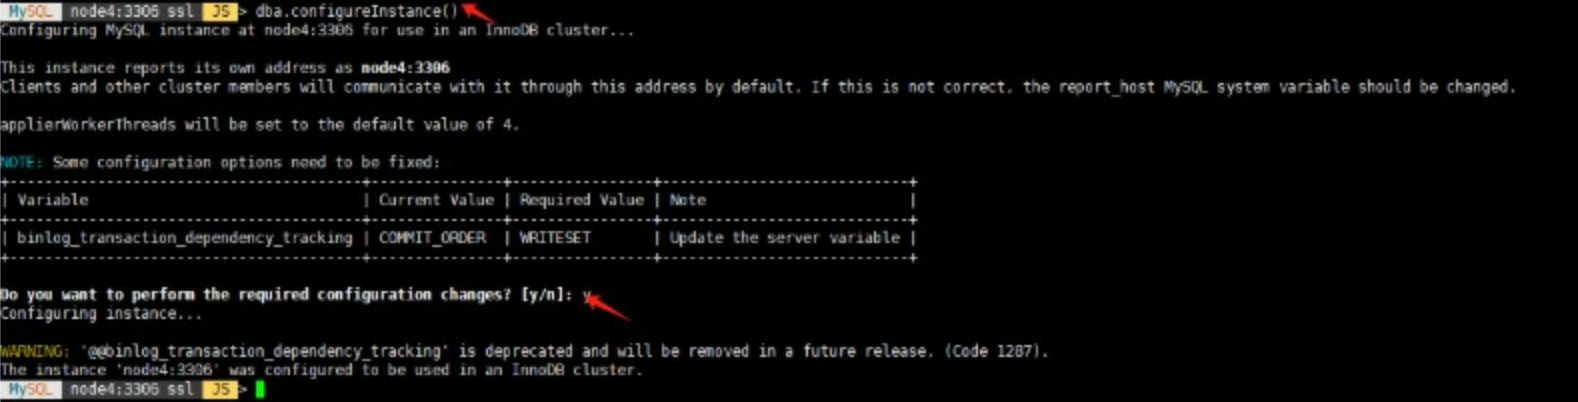 MySQL node4:3306 ssl JS > dba.configureInstance()
Configuring MySQL instance at node4:3306 for use in an InnoDB cluster...
This instance reports its own address as node4:3306
Clients and other cluster members will communicate with it through this address by default. If this is not correct, the report_host MySQL system variable should be changed.
applierWorkerThreads will be set to the default value of 4.
NOTE: Some configuration options need to be fixed:
+----------------------------------------+---------------+----------------+----------------------------+
| Variable | Current Value | Required Value | Note |
+----------------------------------------+---------------+----------------+----------------------------+
| binlog_transaction_dependency_tracking | COMMIT_ORDER | WRITESET | Update the server variable |
+----------------------------------------+---------------+----------------+----------------------------+
Do you want to perform the required configuration changes? [y/n]: y
Configuring instance...
WARNING: '@@binlog_transaction_dependency_tracking' is deprecated and will be removed in a future release. (Code 1287).
The instance 'node4:3306' was configured to be used in an InnoDB cluster.
MySQL node4:3306 ssl JS >